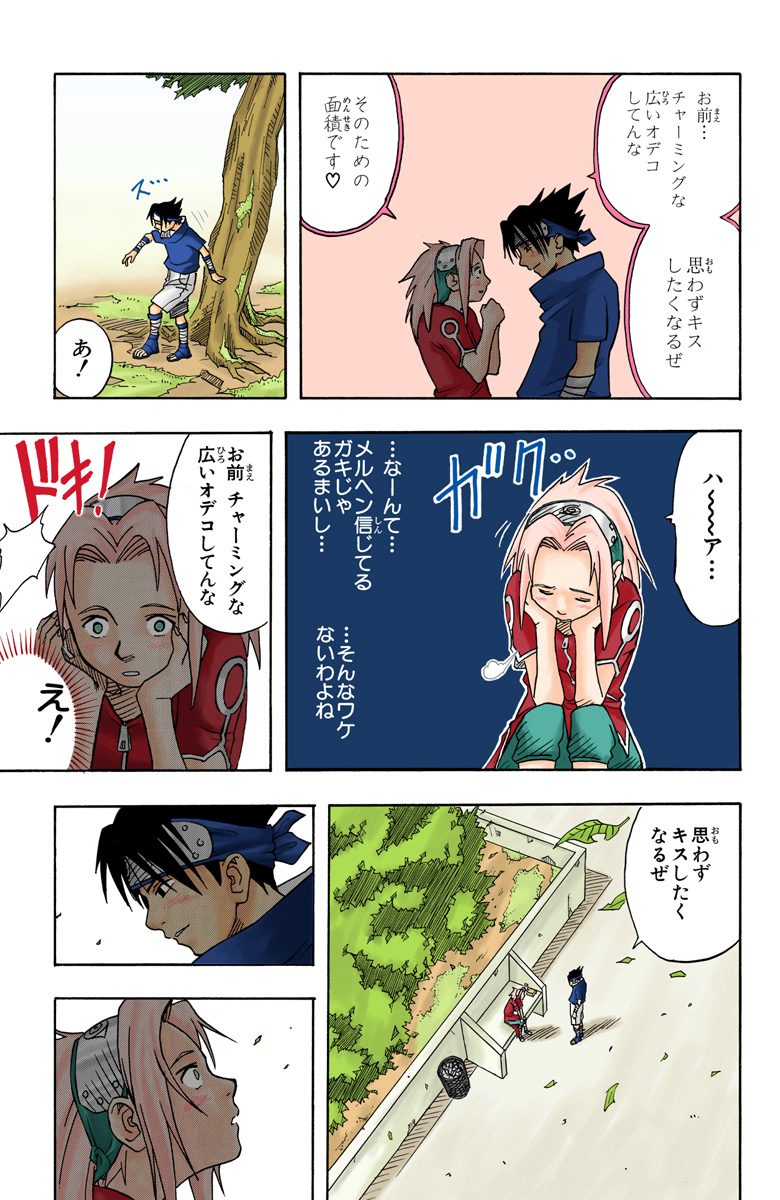 お前…
チャーミングな
広いオデコ
してんな
思わずキス
したくなるぜ
そのための
面積です♡
ズ…
あ！
ハ～～～ア…
ガク…
…なーんて…
メルヘン信じてる
ガキじゃ
あるまいし…
…そんなワケ
ないわよね
お前 チャーミングな
広いオデコしてんな
ドキ！
え！
思わず
キスしたく
なるぜ